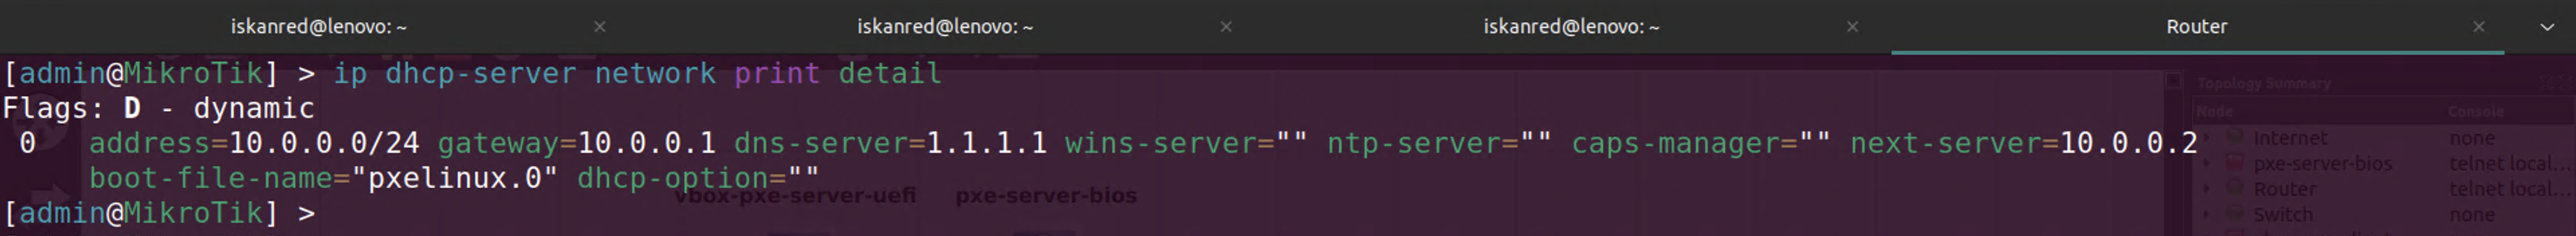 iskanred@lenovo: ~ × iskanred@lenovo: ~ × iskanred@lenovo: ~ × Router ×
[admin@MikroTik] > ip dhcp-server network print detail
Flags: D - dynamic
0 address=10.0.0.0/24 gateway=10.0.0.1 dns-server=1.1.1.1 wins-server="" ntp-server="" caps-manager="" next-server=10.0.0.2
boot-file-name="pxelinux.0" dhcp-option=""
[admin@MikroTik] >
vbox-pxe-server-uefi pxe-server-bios
Topology Summary
Node Console
Internet none
pxe-server-bios telnet local...
Router telnet local...
Switch none